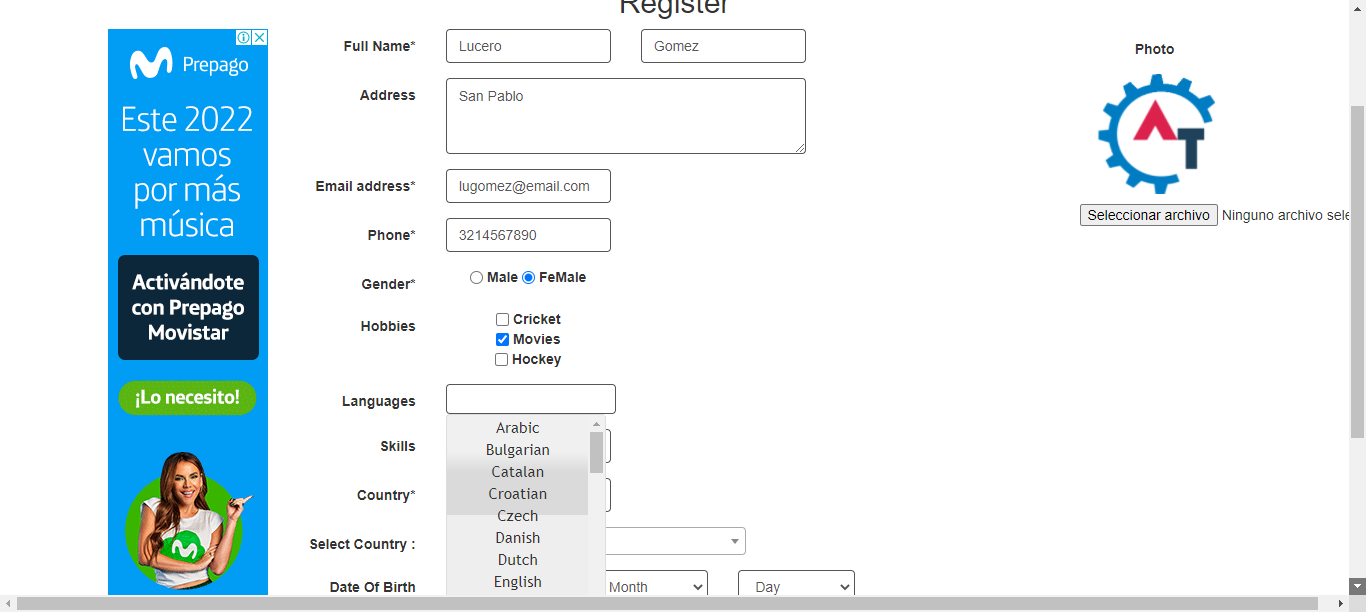 Register
Prepago
Este 2022
vamos
por más
música
Activándote
con Prepago
Movistar
¡Lo necesito!
Full Name*
Lucero
Gomez
Address
San Pablo
Email address*
lugomez@email.com
Phone*
3214567890
Gender*
Male
FeMale
Hobbies
Cricket
Movies
Hockey
Languages
Arabic
Bulgarian
Catalan
Croatian
Czech
Danish
Dutch
English
Skills
Country*
Select Country :
Date Of Birth
Month
Day
Photo
AT
Seleccionar archivo
Ninguno archivo sele